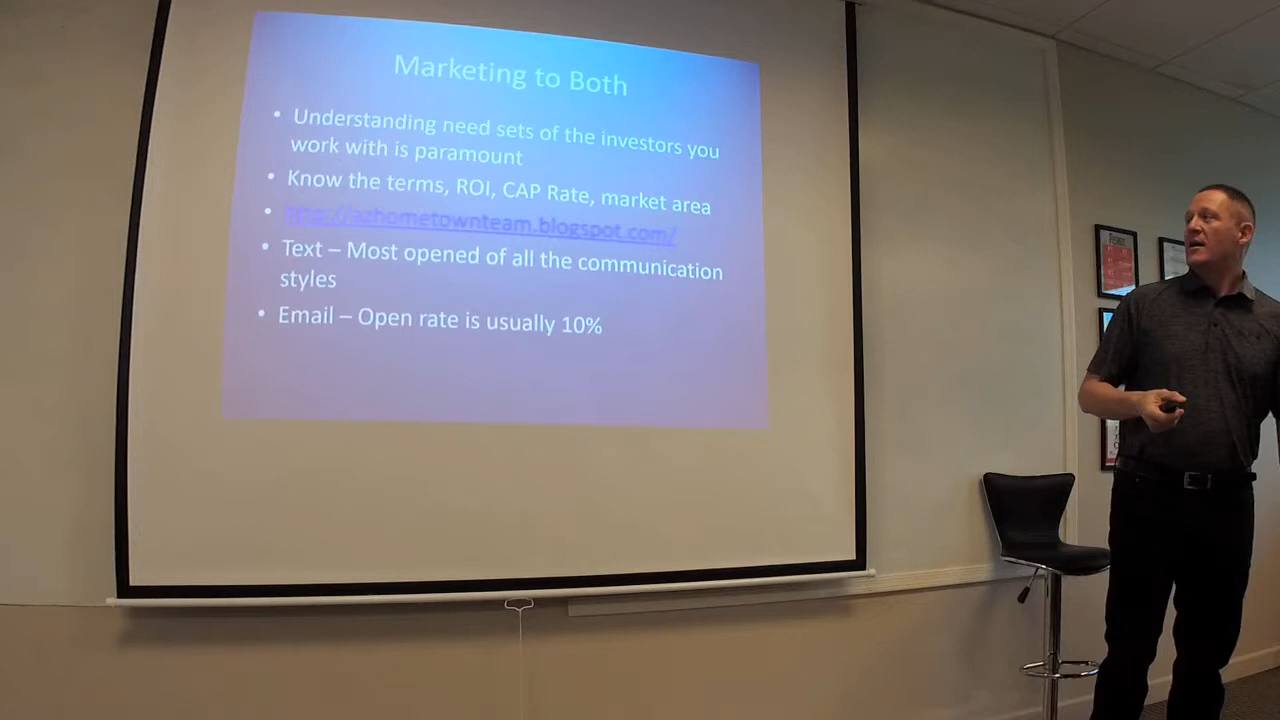 Marketing to Both
• Understanding need sets of the investors you
work with is paramount
• Know the terms, ROI, CAP Rate, market area
• http://azhometownteam.blogspot.com/
• Text – Most opened of all the communication
styles
• Email – Open rate is usually 10%